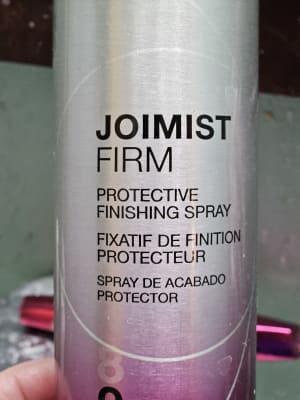 JOIMIST
FIRM
PROTECTIVE
FINISHING SPRAY
FIXATIF DE FINITION
PROTECTEUR
SPRAY DE ACABADO
PROTECTOR